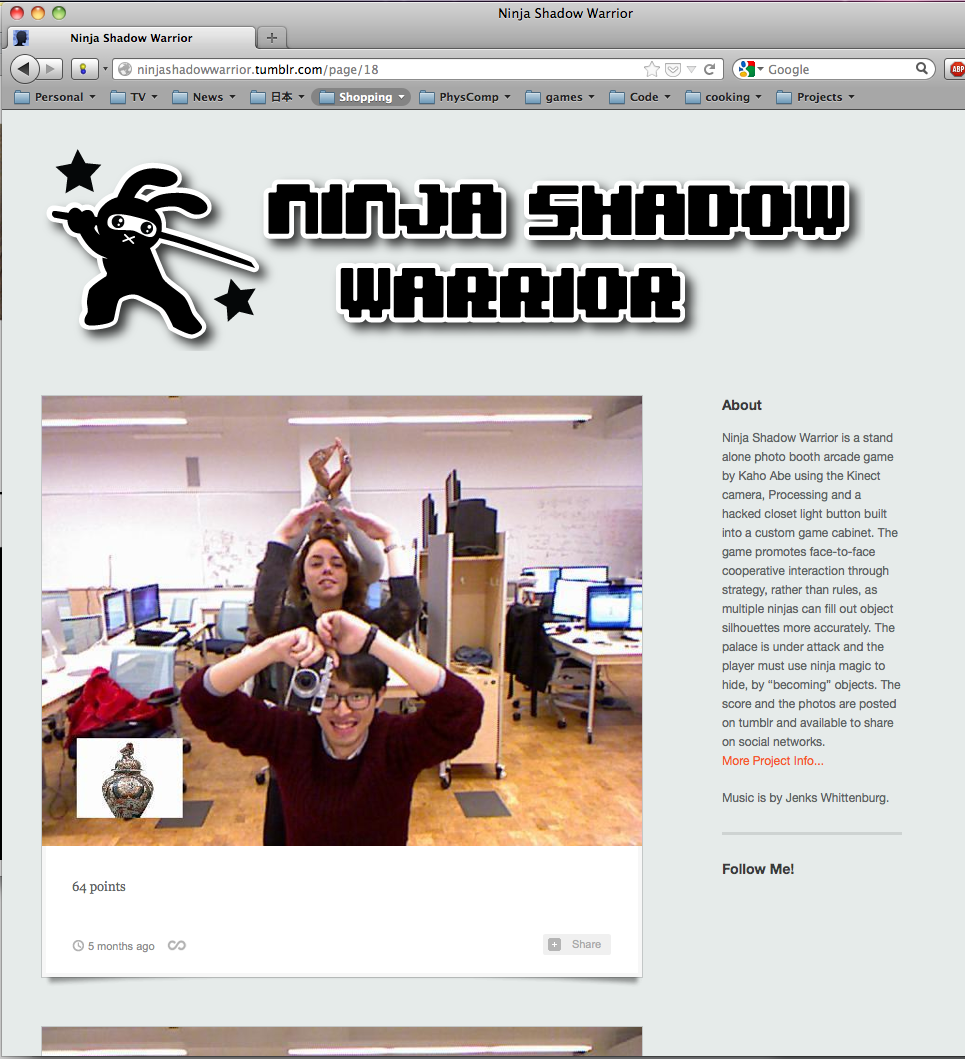 Ninja Shadow Warrior
Ninja Shadow Warrior
ninjashadowwarrior.tumblr.com/page/18
Google
ABP
Personal TV News 日本 Shopping PhysComp games Code cooking Projects
NINJA SHADOW
WARRIOR
64 points
5 months ago
Share
About
Ninja Shadow Warrior is a stand
alone photo booth arcade game
by Kaho Abe using the Kinect
camera, Processing and a
hacked closet light button built
into a custom game cabinet. The
game promotes face-to-face
cooperative interaction through
strategy, rather than rules, as
multiple ninjas can fill out object
silhouettes more accurately. The
palace is under attack and the
player must use ninja magic to
hide, by “becoming” objects. The
score and the photos are posted
on tumblr and available to share
on social networks.
More Project Info...
Music is by Jenks Whittenburg.
Follow Me!